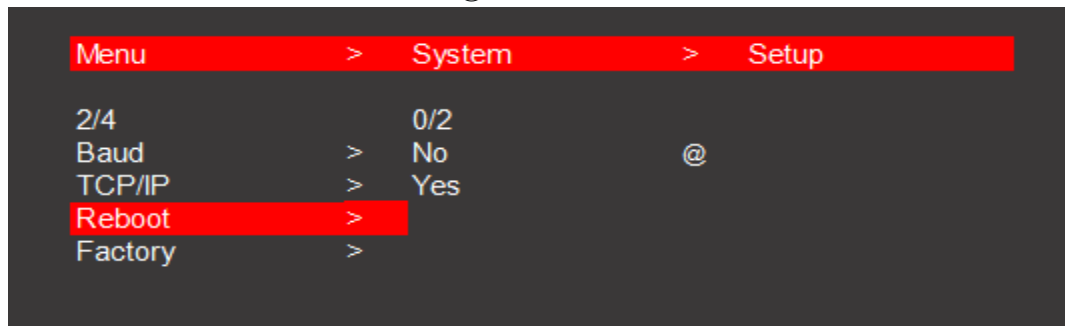 Menu > System > Setup
2/4 0/2
Baud > No @
TCP/IP > Yes
Reboot >
Factory >